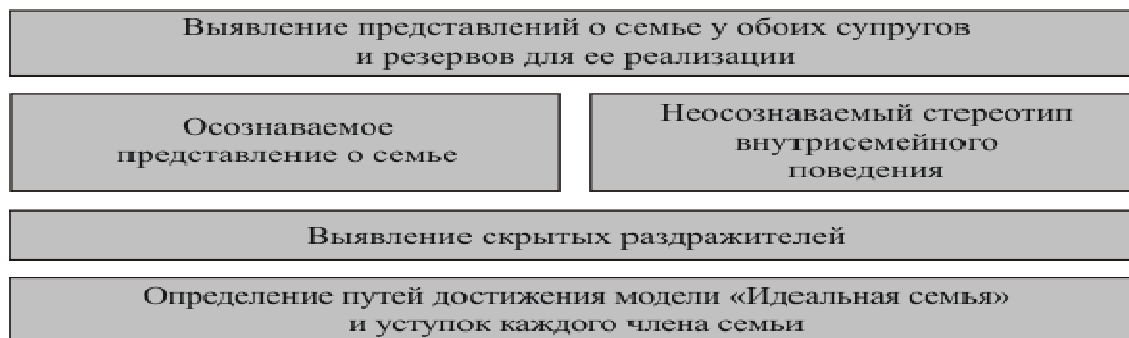 Выявление представлений о семье у обоих супругов
и резервов для ее реализации
Осознаваемое
представление о семье
Неосознаваемый стереотип
внутрисемейного
поведения
Выявление скрытых раздражителей
Определение путей достижения модели «Идеальная семья»
и уступок каждого члена семьи